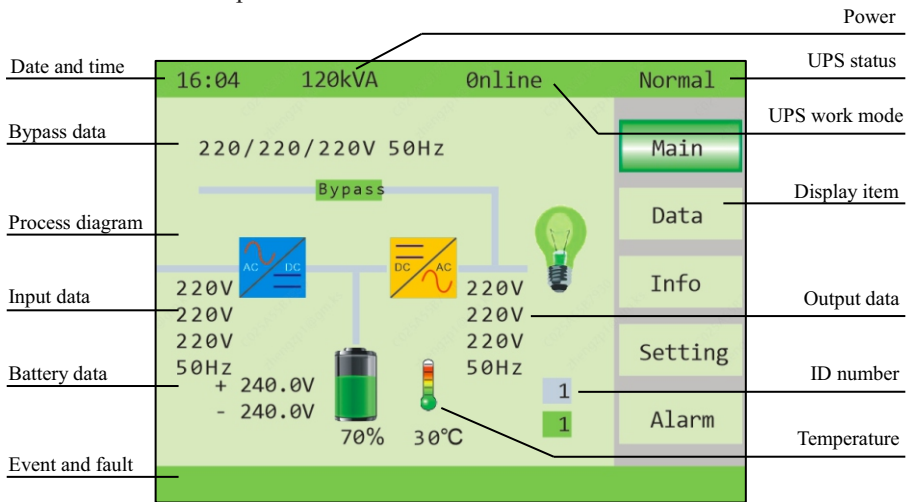 Power
Date and time
UPS status
16:04 120kVA 0nline Normal
Bypass data
UPS work mode
220/220/220V 50Hz
Main
Bypass
Display item
Process diagram
Data
AC DC
DC AC
Input data
220V
220V
220V
50Hz
220V
220V
220V
50Hz
Info
Output data
Setting
Battery data
+ 240.0V
- 240.0V
70%
30℃
1
1
ID number
Alarm
Temperature
Event and fault